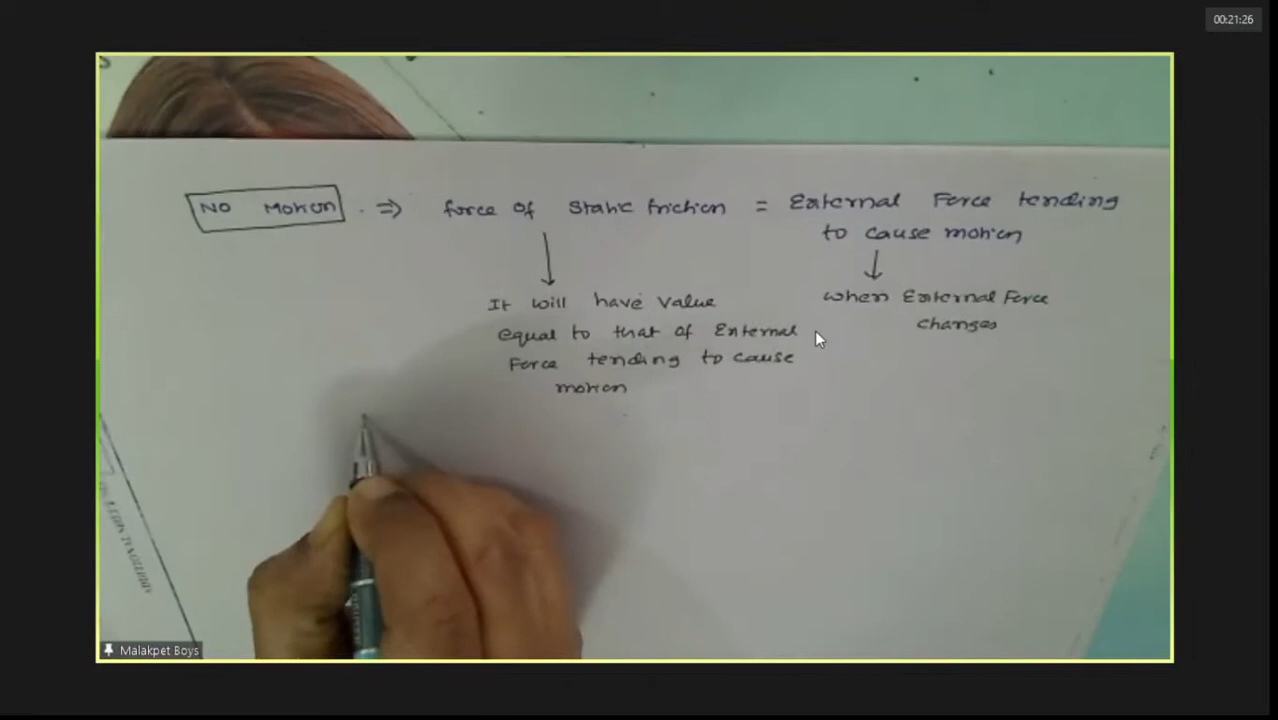 00:21:26
NO Motion ⇒ force of static friction = External Force tending
to cause motion
It will have value
equal to that of External
Force tending to cause
motion
when External Force
changes
Malakpet Boys